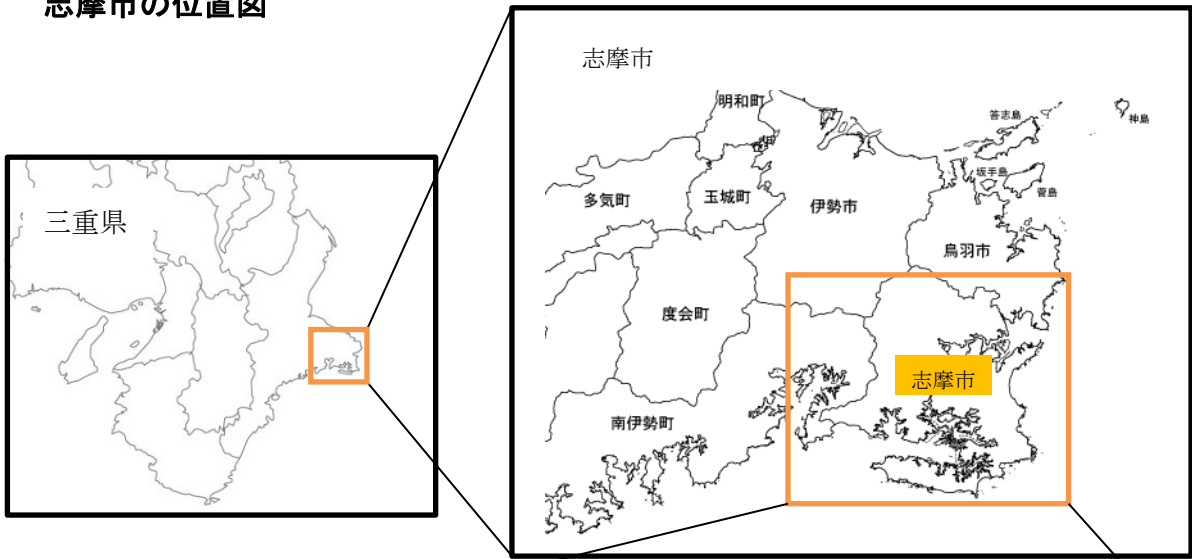 志摩市の位置図
志摩市
三重県
明和町
答志島
神島
坂手島
菅島
多気町
玉城町
伊勢市
鳥羽市
度会町
志摩市
南伊勢町